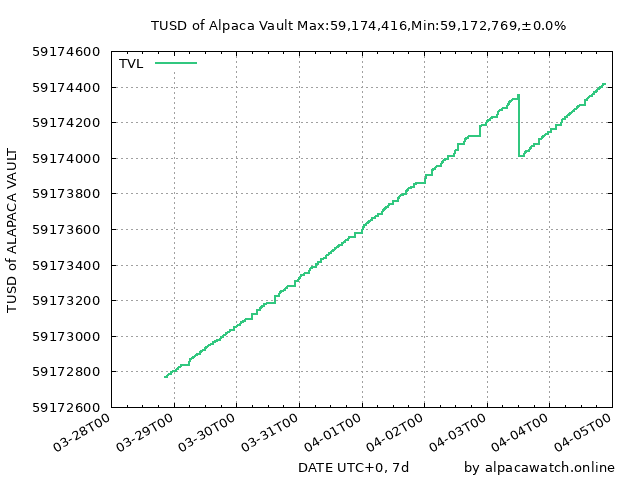 TUSD of Alpaca Vault Max:59,174,416,Min:59,172,769,±0.0%
TVL
59174600
59174400
59174200
59174000
59173800
59173600
59173400
59173200
59173000
59172800
59172600
TUSD of ALAPACA VAULT
03-28T00
03-29T00
03-30T00
03-31T00
04-01T00
04-02T00
04-03T00
04-04T00
04-05T00
DATE UTC+0, 7d
by alpacawatch.online